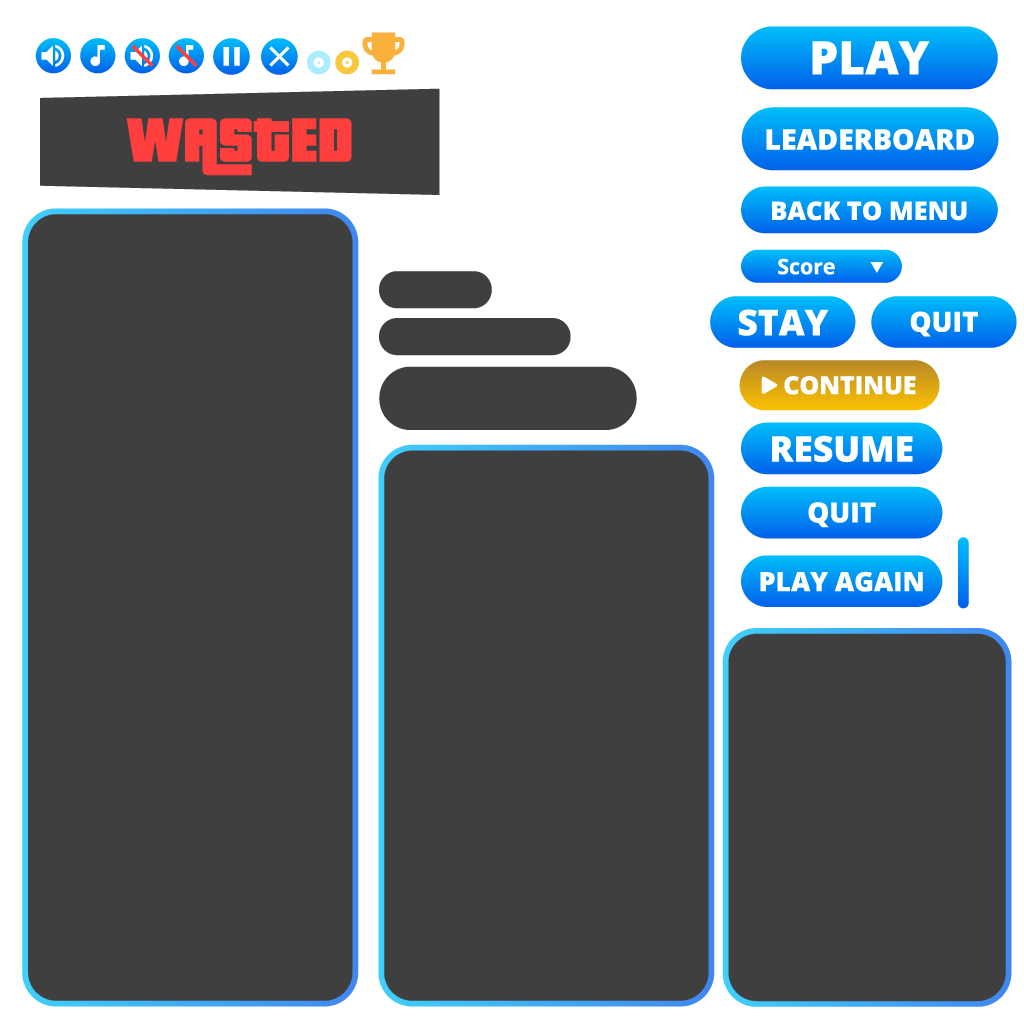 WASTED
PLAY
LEADERBOARD
BACK TO MENU
Score
STAY
QUIT
CONTINUE
RESUME
QUIT
PLAY AGAIN